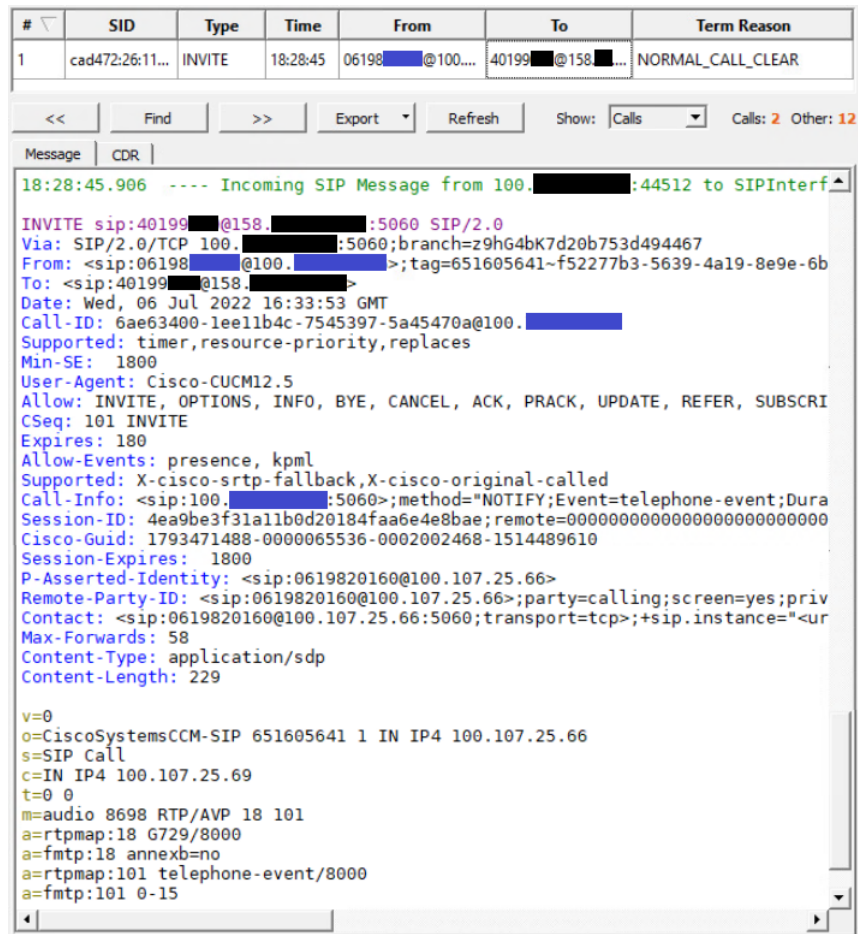 # SID Type Time From To Term Reason
1 cad472:26:11... INVITE 18:28:45 06198 @100.... 40199 @158. .... NORMAL_CALL_CLEAR
<< Find >> Export Refresh Show: Calls Calls: 2 Other: 12
Message CDR
18:28:45.906 ---- Incoming SIP Message from 100. :44512 to SIPInterf
INVITE sip:40199 @158. :5060 SIP/2.0
Via: SIP/2.0/TCP 100. :5060;branch=z9hG4bK7d20b753d494467
From: <sip:06198 @100. >;tag=651605641~f52277b3-5639-4a19-8e9e-6b
To: <sip:40199 @158. >
Date: Wed, 06 Jul 2022 16:33:53 GMT
Call-ID: 6ae63400-1ee11b4c-7545397-5a45470a@100.
Supported: timer,resource-priority,replaces
Min-SE: 1800
User-Agent: Cisco-CUCM12.5
Allow: INVITE, OPTIONS, INFO, BYE, CANCEL, ACK, PRACK, UPDATE, REFER, SUBSCRI
CSeq: 101 INVITE
Expires: 180
Allow-Events: presence, kpml
Supported: X-cisco-srtp-fallback,X-cisco-original-called
Call-Info: <sip:100. :5060>;method="NOTIFY;Event=telephone-event;Dura
Session-ID: 4ea9be3f31a11b0d20184faa6e4e8bae;remote=00000000000000000000000
Cisco-Guid: 1793471488-0000065536-0002002468-1514489610
Session-Expires: 1800
P-Asserted-Identity: <sip:0619820160@100.107.25.66>
Remote-Party-ID: <sip:0619820160@100.107.25.66>;party=calling;screen=yes;priv
Contact: <sip:0619820160@100.107.25.66:5060;transport=tcp>;+sip.instance="<ur
Max-Forwards: 58
Content-Type: application/sdp
Content-Length: 229
v=0
o=CiscoSystemsCCM-SIP 651605641 1 IN IP4 100.107.25.66
s=SIP Call
c=IN IP4 100.107.25.69
t=0 0
m=audio 8698 RTP/AVP 18 101
a=rtpmap:18 G729/8000
a=fmtp:18 annexb=no
a=rtpmap:101 telephone-event/8000
a=fmtp:101 0-15